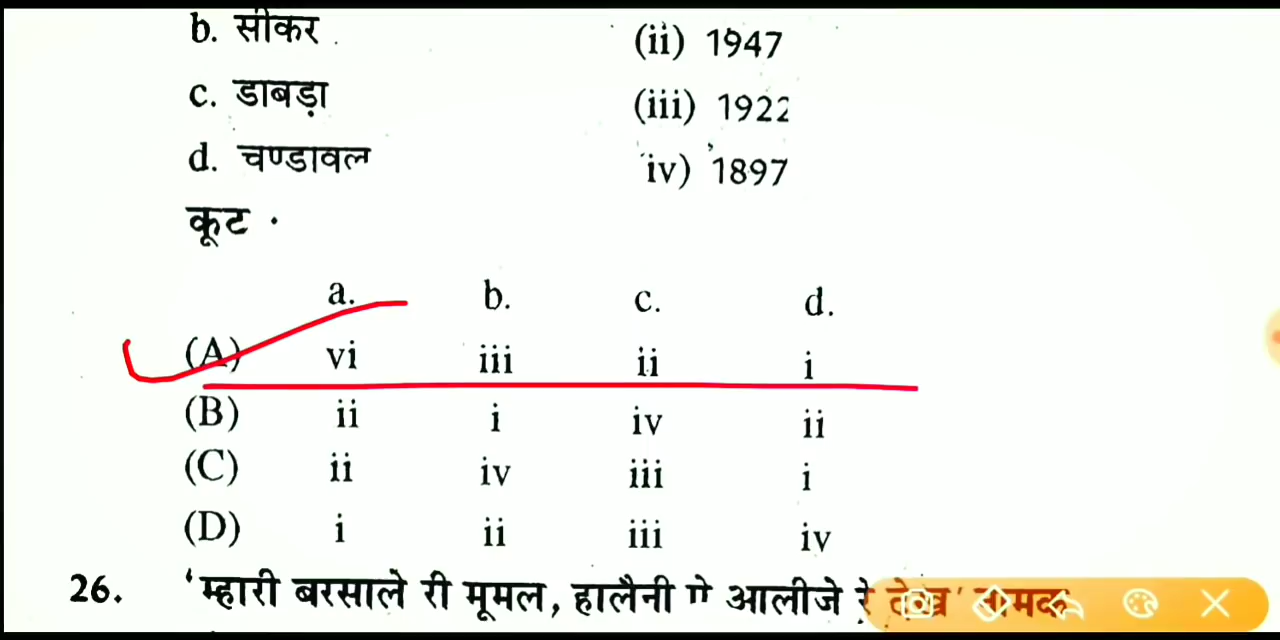 b. सीकर
(ii) 1947
c. डाबड़ा
(iii) 1922
d. चण्डावल
iv) 1897
कूट
a. b. c. d.
(A) vi iii ii i
(B) ii i iv ii
(C) ii iv iii i
(D) i ii iii iv
26. 'म्हारी बरसाले री मूमल, हालैनी ऐ आलीजे रे देख' नामक